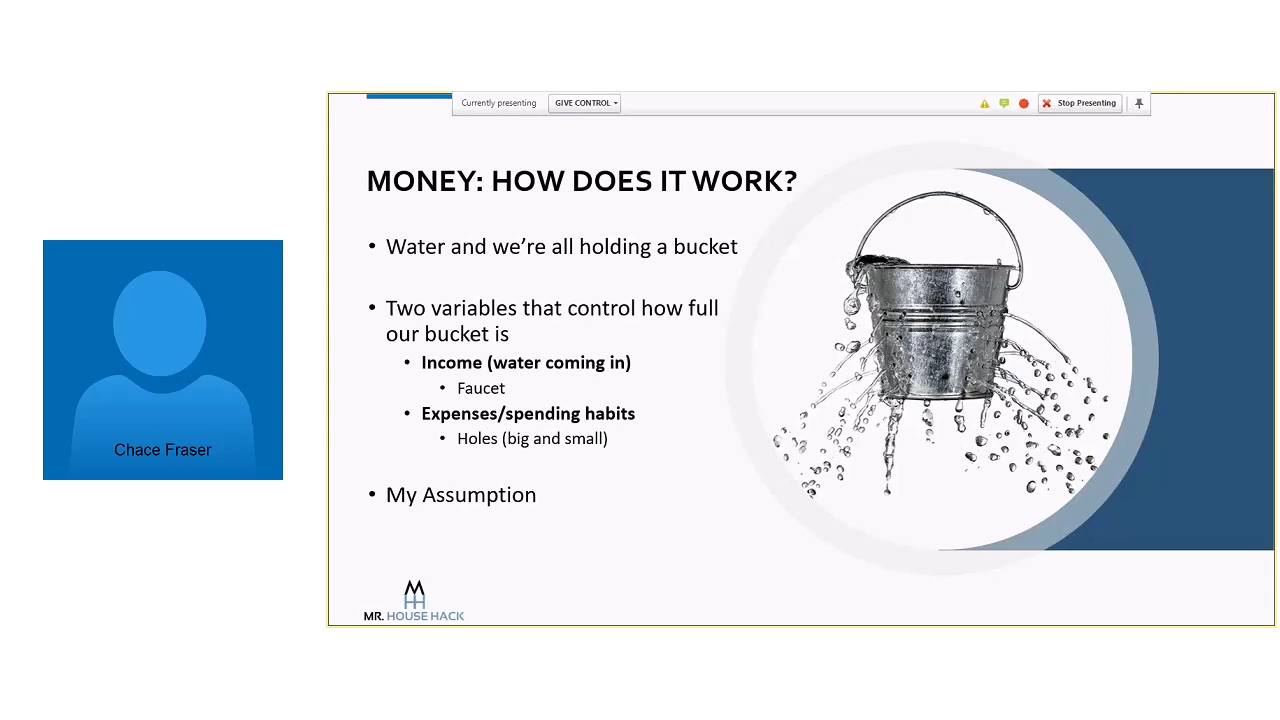 Currently presenting
GIVE CONTROL
Stop Presenting
MONEY: HOW DOES IT WORK?
• Water and we're all holding a bucket
• Two variables that control how full
our bucket is
• Income (water coming in)
• Faucet
• Expenses/spending habits
• Holes (big and small)
• My Assumption
Chace Fraser
MR. HOUSE HACK